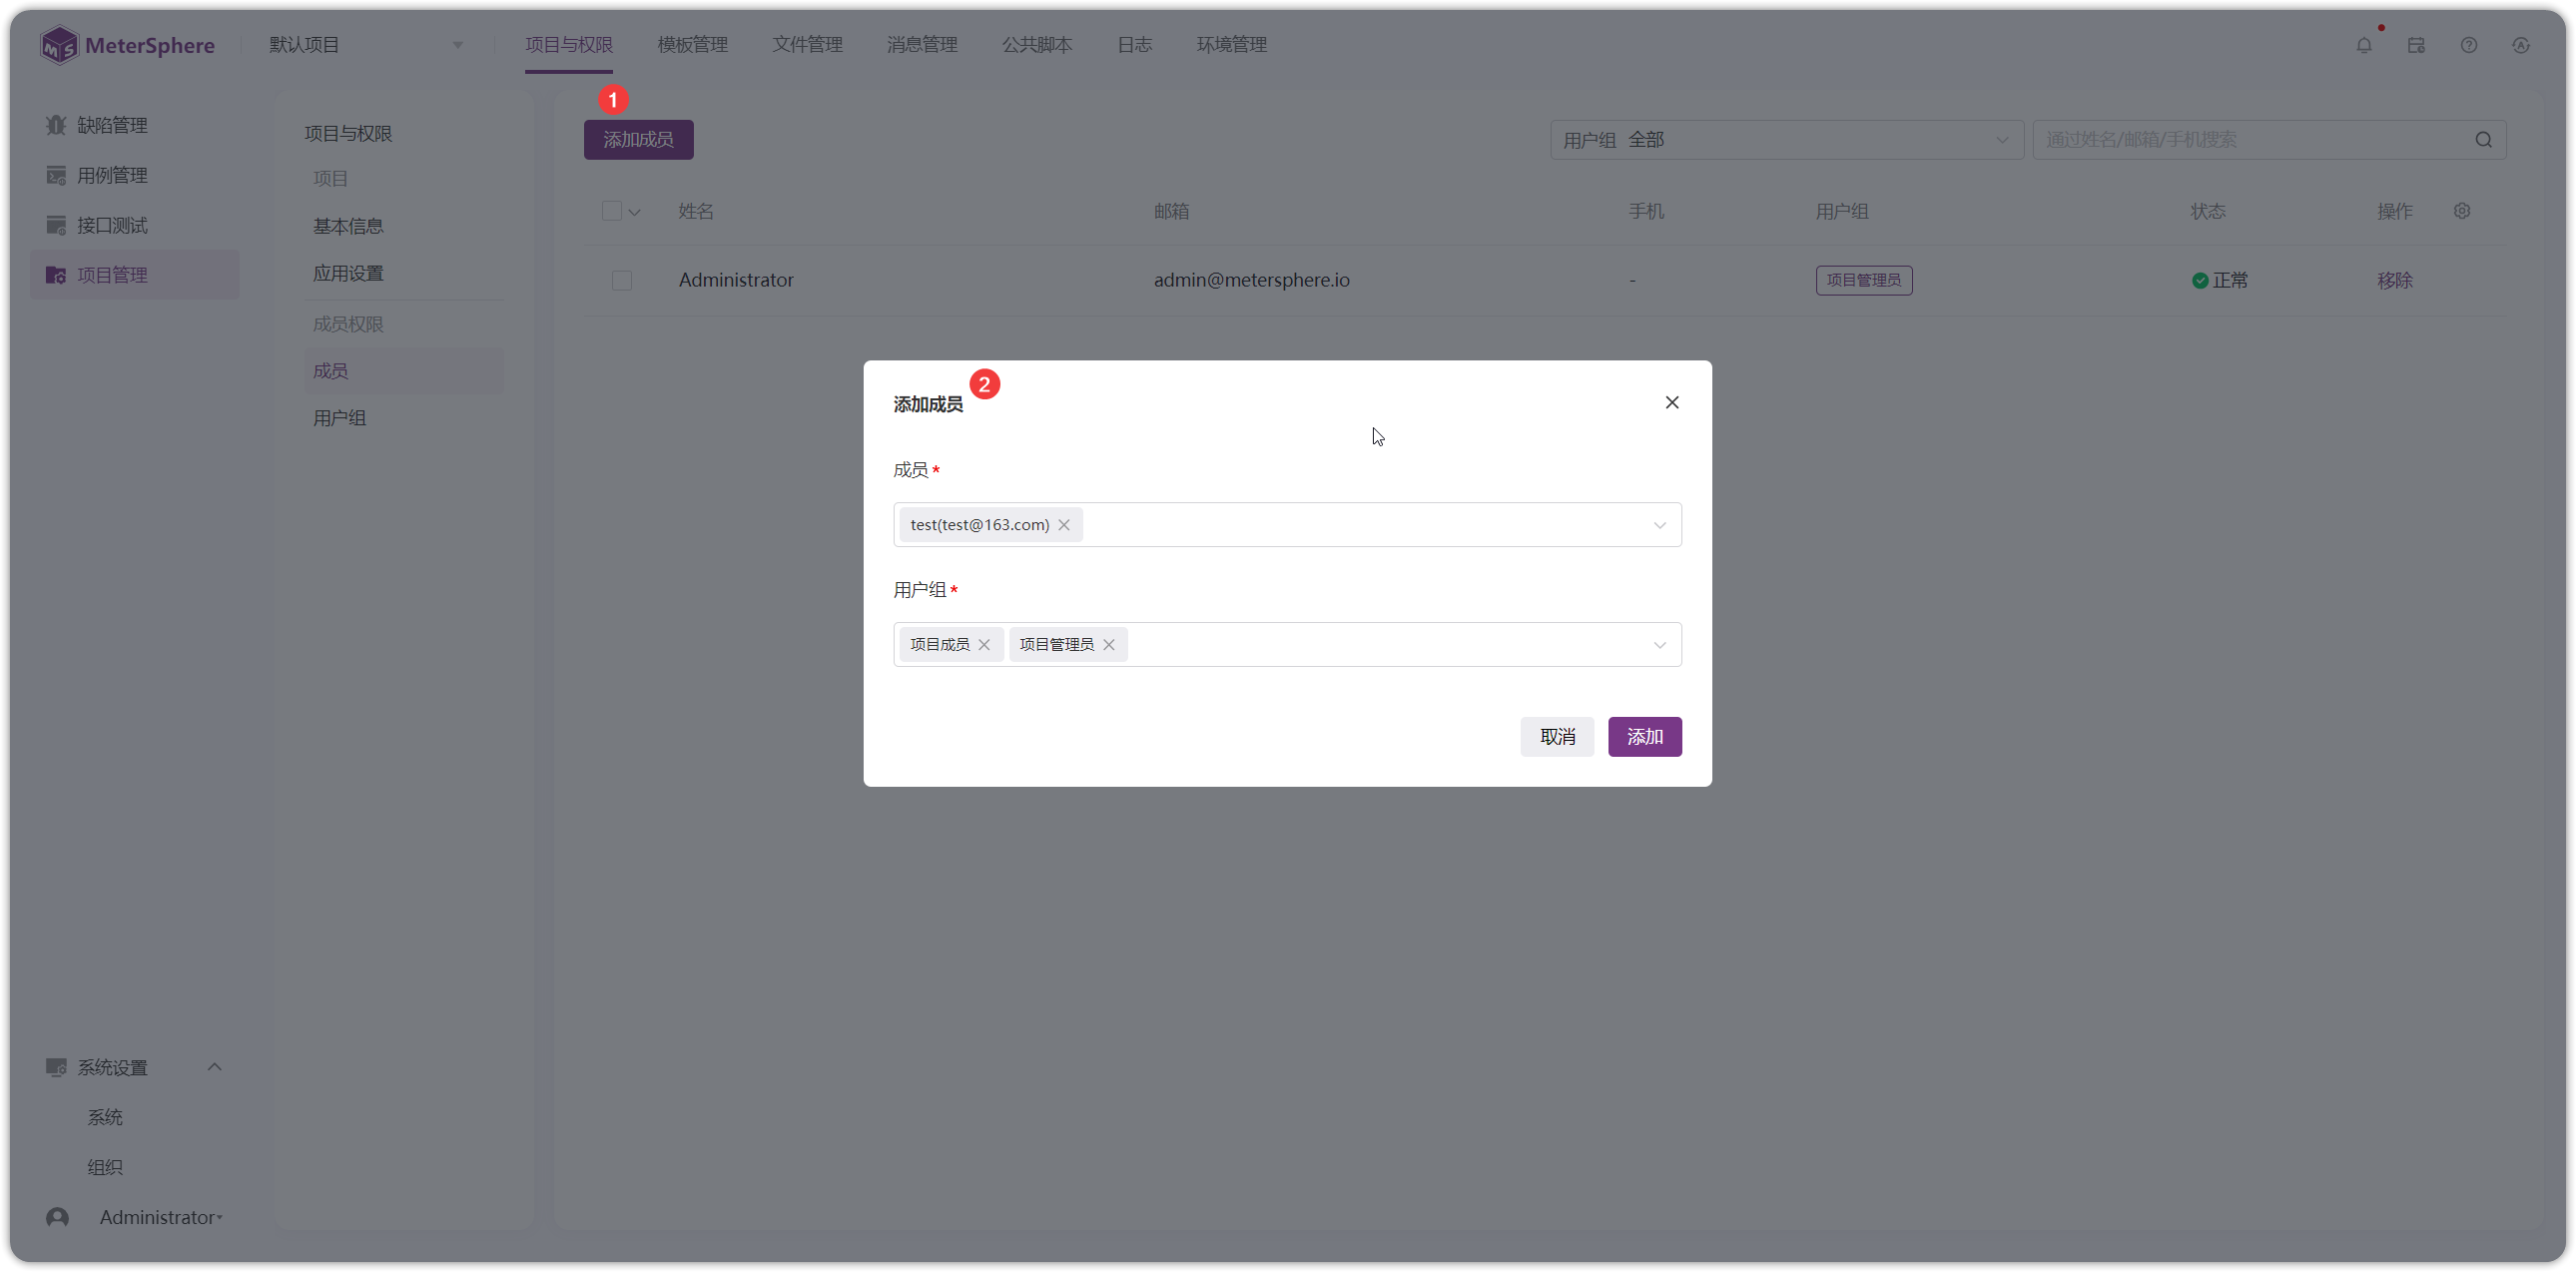 MeterSphere 默认项目 项目与权限 模板管理 文件管理 消息管理 公共脚本 日志 环境管理
缺陷管理
用例管理
接口测试
项目管理
项目与权限
项目
基本信息
应用设置
成员权限
成员
用户组
1
添加成员
用户组 全部
通过姓名/邮箱/手机搜索
姓名 邮箱 手机 用户组 状态 操作
Administrator admin@metersphere.io - 项目管理员 正常 移除
添加成员 2
成员*
test(test@163.com)
用户组*
项目成员 项目管理员
取消 添加
系统设置
系统
组织
Administrator